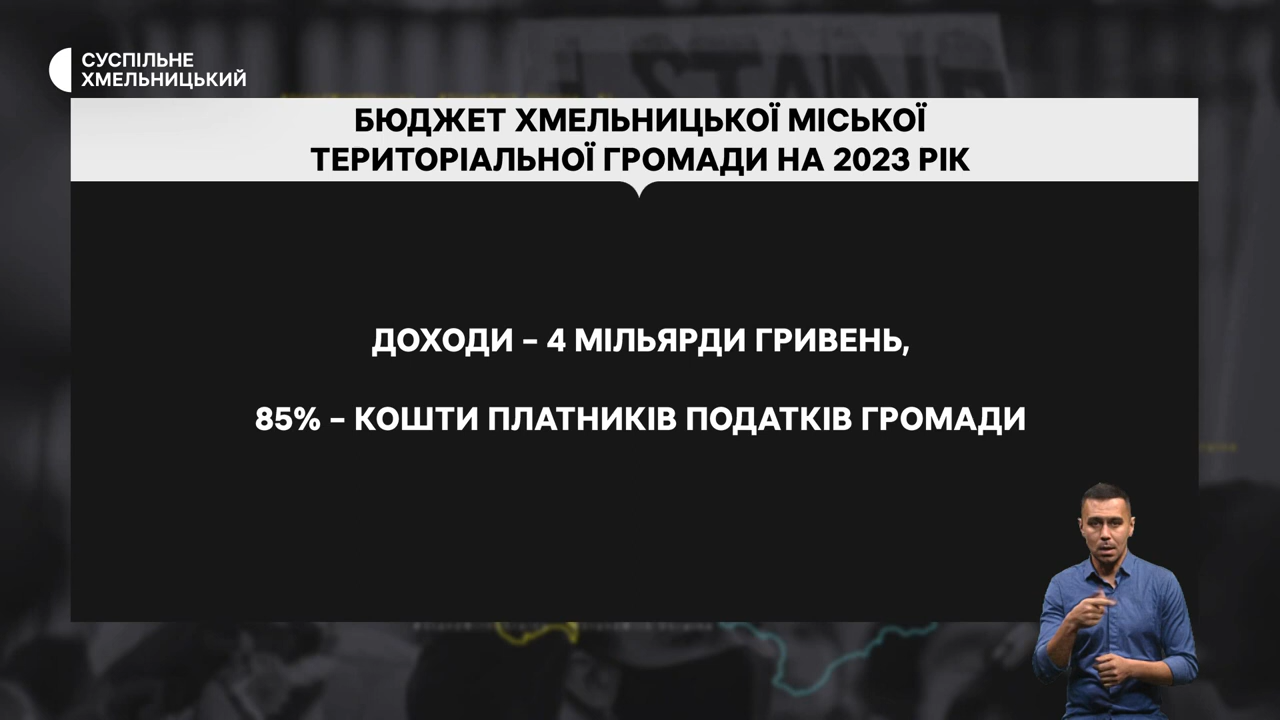 СУСПІЛЬНЕ
ХМЕЛЬНИЦЬКИЙ
БЮДЖЕТ ХМЕЛЬНИЦЬКОЇ МІСЬКОЇ
ТЕРИТОРІАЛЬНОЇ ГРОМАДИ НА 2023 РІК
ДОХОДИ – 4 МІЛЬЯРДИ ГРИВЕНЬ,
85% – КОШТИ ПЛАТНИКІВ ПОДАТКІВ ГРОМАДИ